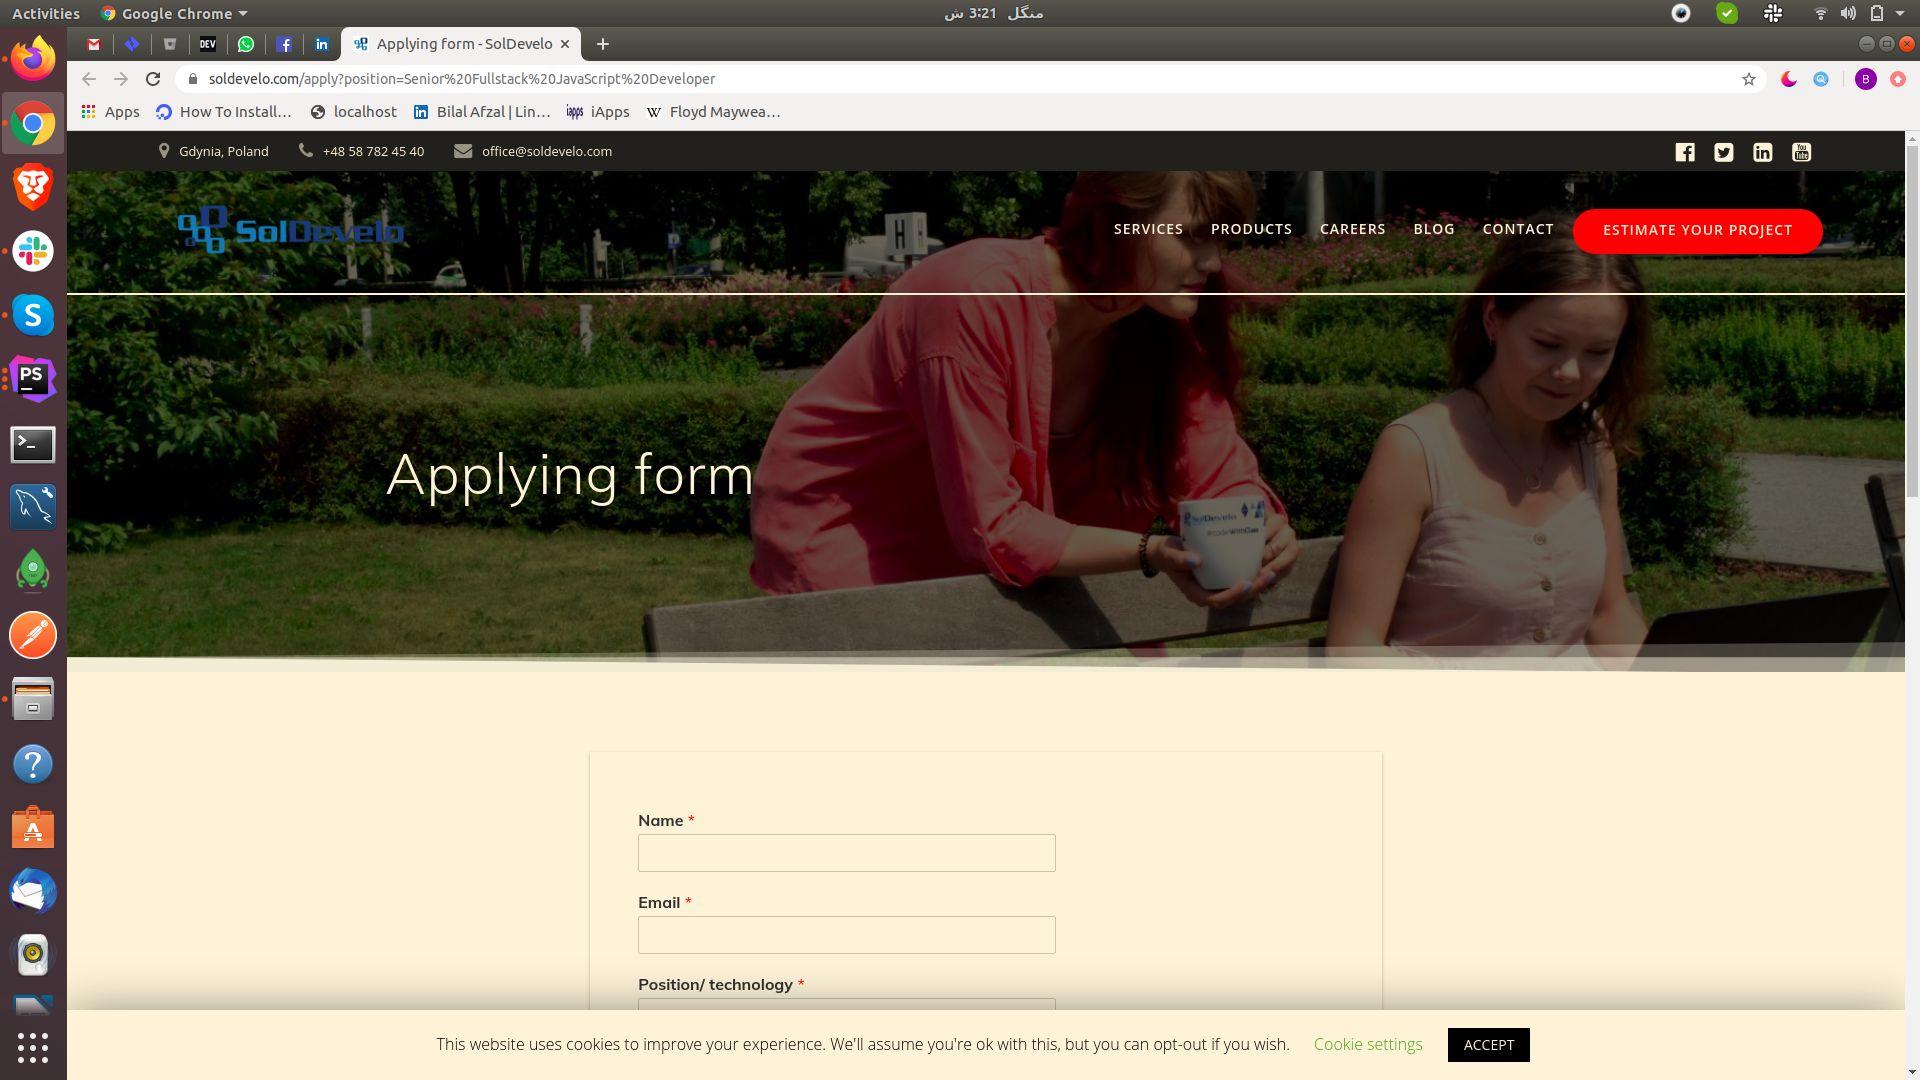 Activities
Google Chrome
منگل 3:21 ش
DEV
Applying form - SolDevelo
soldevelo.com/apply?position=Senior%20Fullstack%20JavaScript%20Developer
B
Apps
How To Install...
localhost
Bilal Afzal | Lin...
iApps
Floyd Maywea...
Gdynia, Poland
+48 58 782 45 40
office@soldevelo.com
SolDevelo
SERVICES
PRODUCTS
CAREERS
BLOG
CONTACT
ESTIMATE YOUR PROJECT
Applying form
SolDevelo
Name *
Email *
Position/ technology *
This website uses cookies to improve your experience. We'll assume you're ok with this, but you can opt-out if you wish.
Cookie settings
ACCEPT
PS